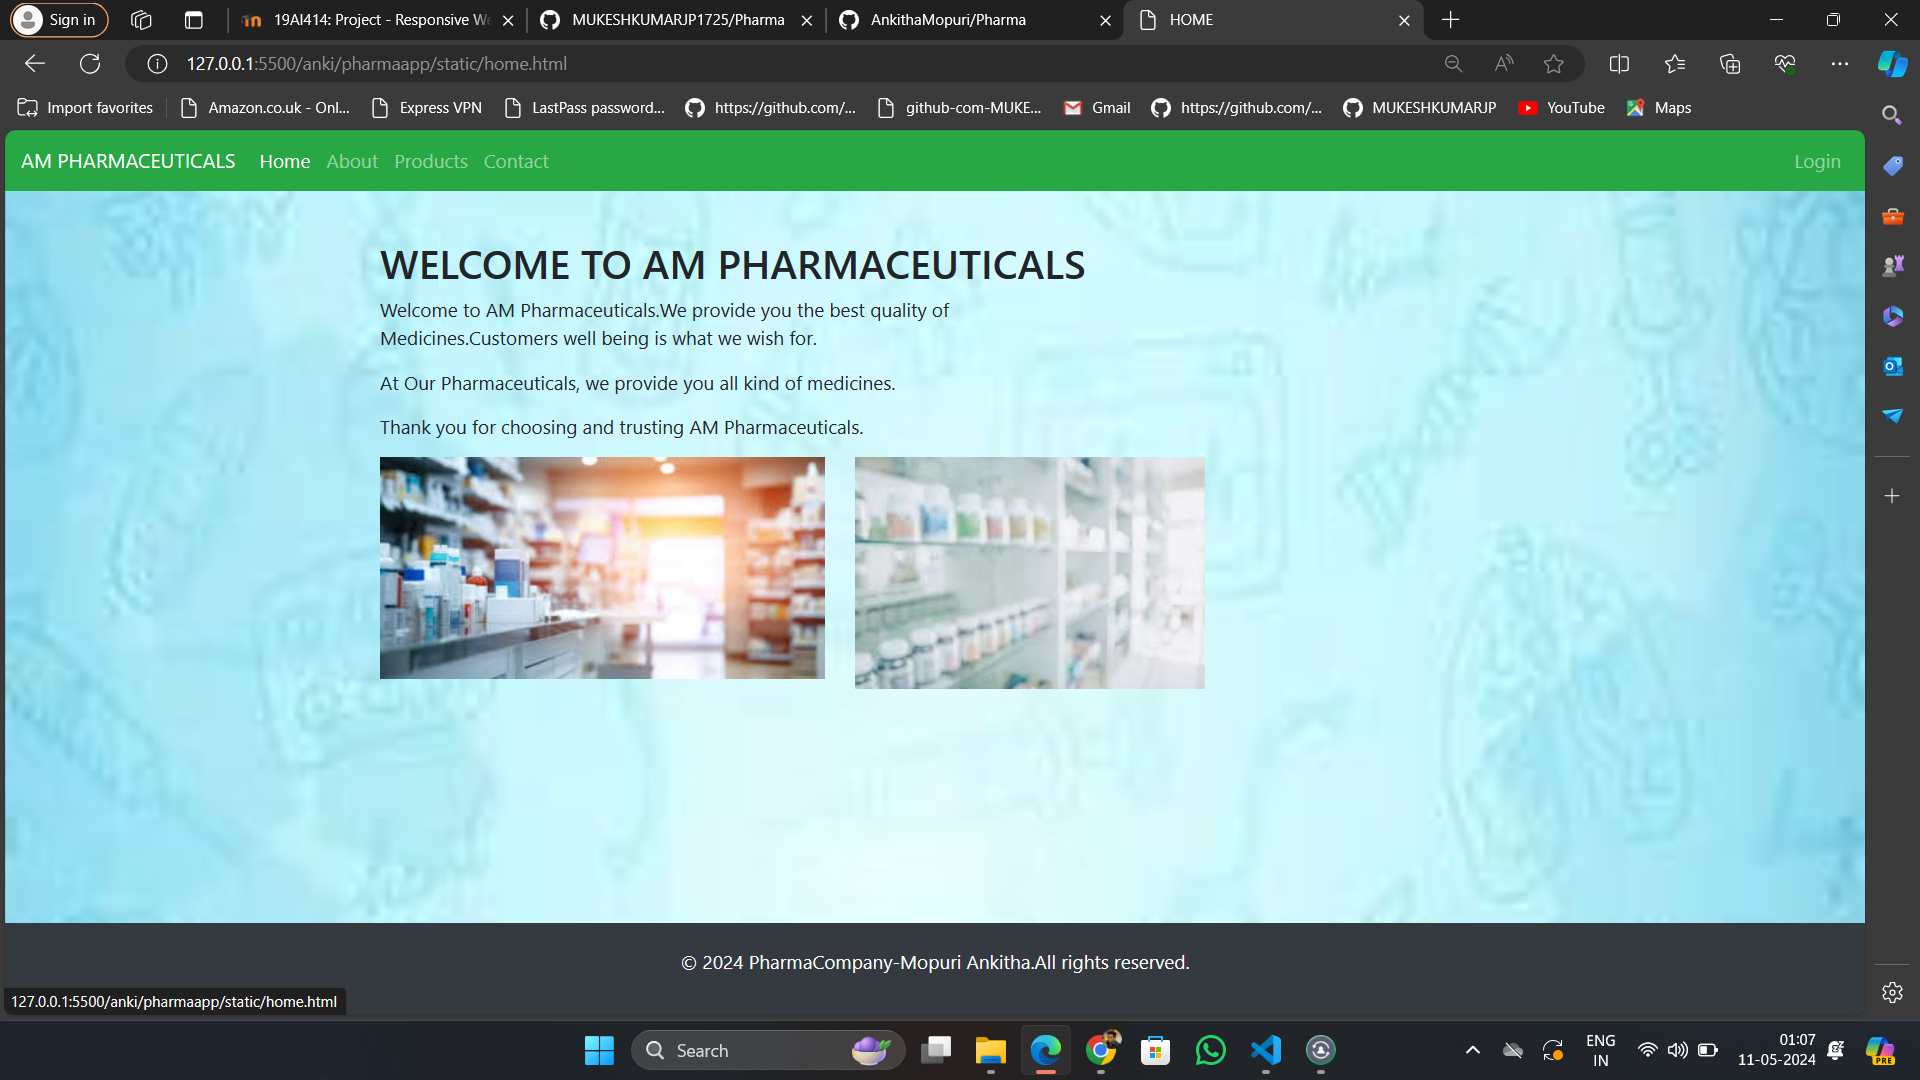 Sign in
19AI414: Project - Responsive We
MUKESHKUMARJP1725/Pharma
AnkithaMopuri/Pharma
HOME
127.0.0.1:5500/anki/pharmaapp/static/home.html
Import favorites
Amazon.co.uk - Onl...
Express VPN
LastPass password...
https://github.com/...
github-com-MUKE...
Gmail
https://github.com/...
MUKESHKUMARJP
YouTube
Maps
AM PHARMACEUTICALS Home About Products Contact Login
WELCOME TO AM PHARMACEUTICALS
Welcome to AM Pharmaceuticals.We provide you the best quality of
Medicines.Customers well being is what we wish for.
At Our Pharmaceuticals, we provide you all kind of medicines.
Thank you for choosing and trusting AM Pharmaceuticals.
© 2024 PharmaCompany-Mopuri Ankitha.All rights reserved.
127.0.0.1:5500/anki/pharmaapp/static/home.html
Search
ENG
IN
01:07
11-05-2024
PRE